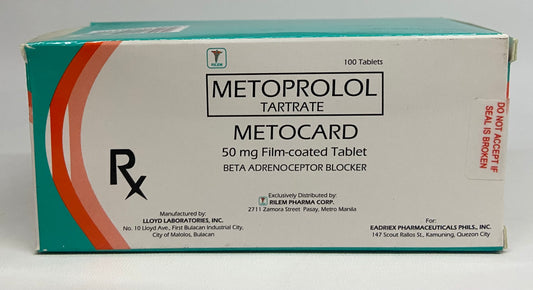 RILEM
100 Tablets
METOPROLOL
TARTRATE
METOCARD
50 mg Film-coated Tablet
BETA ADRENOCEPTOR BLOCKER
Rx
DO NOT ACCEPT IF
SEAL IS BROKEN
Exclusively Distributed by:
RILEM PHARMA CORP.
2711 Zamora Street Pasay, Metro Manila
Manufactured by:
LLOYD LABORATORIES, INC.
No. 10 Lloyd Ave., First Bulacan Industrial City,
City of Malolos, Bulacan
For:
EADRIEX PHARMACEUTICALS PHILS., INC.
147 Scout Rallos St., Kamuning, Quezon City